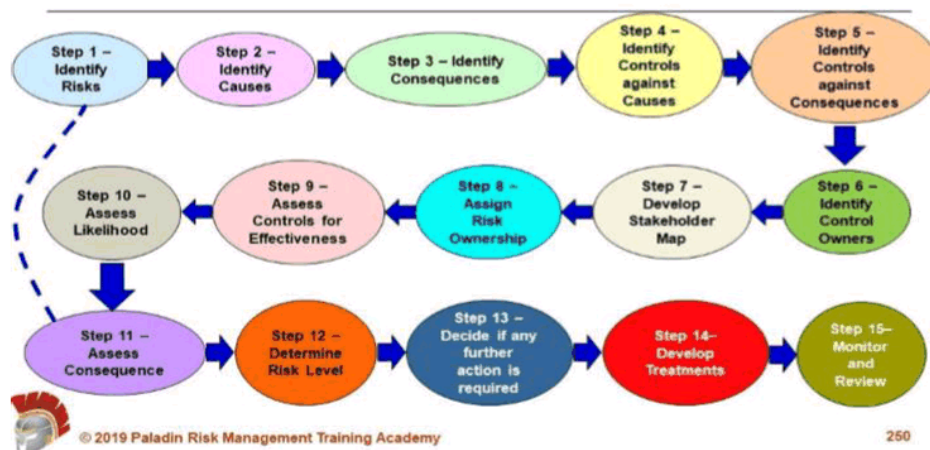 Step 1 –
Identify
Risks
Step 2 –
Identify
Causes
Step 3 – Identify
Consequences
Step 4 –
Identify
Controls
against
Causes
Step 5 –
Identify
Controls
against
Consequences
Step 6 –
Identify
Control
Owners
Step 7 –
Develop
Stakeholder
Map
Step 8 –
Assign
Risk
Ownership
Step 9 –
Assess
Controls for
Effectiveness
Step 10 –
Assess
Likelihood
Step 11 –
Assess
Consequence
Step 12 –
Determine
Risk Level
Step 13 –
Decide if any
further
action is
required
Step 14–
Develop
Treatments
Step 15–
Monitor
and
Review
© 2019 Paladin Risk Management Training Academy
250